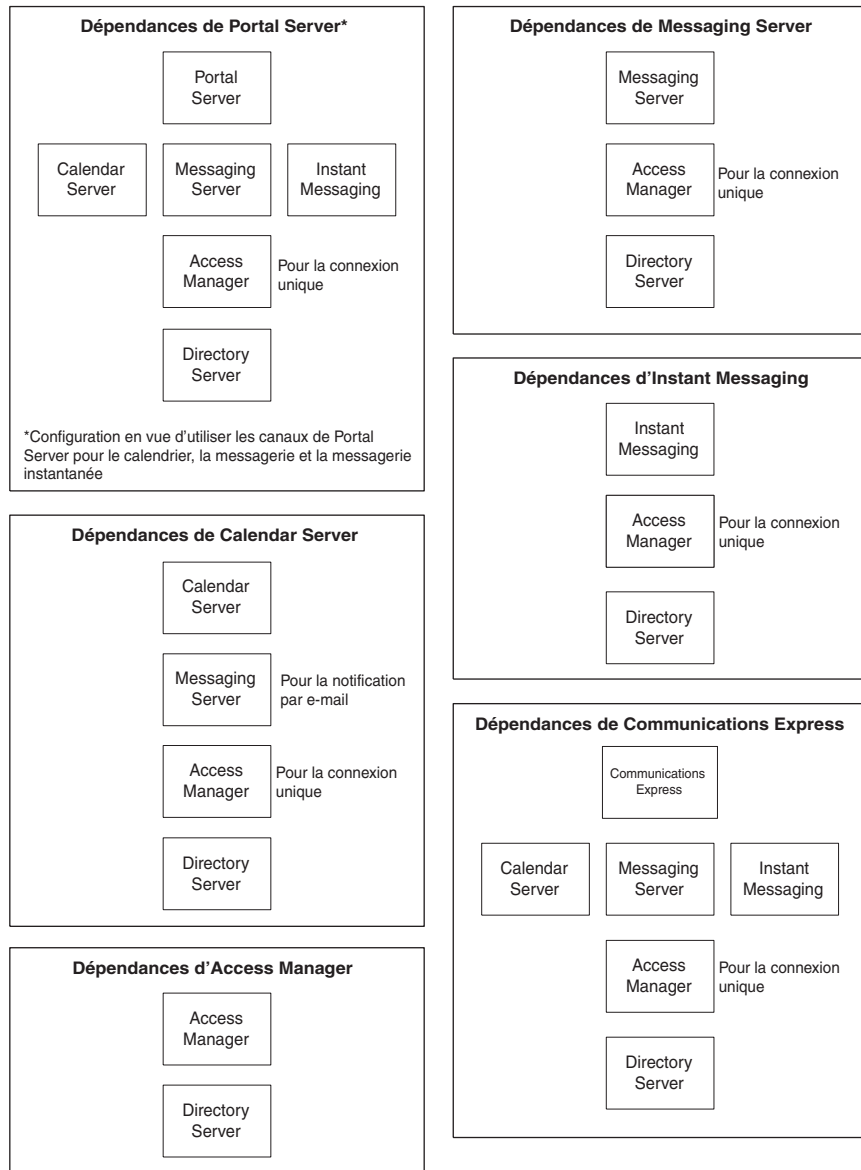 Dépendances de Portal Server*
Portal
Server
Calendar
Server
Messaging
Server
Instant
Messaging
Access
Manager
Pour la connexion
unique
Directory
Server
*Configuration en vue d'utiliser les canaux de Portal
Server pour le calendrier, la messagerie et la messagerie
instantanée
Dépendances de Calendar Server
Calendar
Server
Messaging
Server
Pour la notification
par e-mail
Access
Manager
Pour la connexion
unique
Directory
Server
Dépendances d'Access Manager
Access
Manager
Directory
Server
Dépendances de Messaging Server
Messaging
Server
Access
Manager
Pour la connexion
unique
Directory
Server
Dépendances d'Instant Messaging
Instant
Messaging
Access
Manager
Pour la connexion
unique
Directory
Server
Dépendances de Communications Express
Communications
Express
Calendar
Server
Messaging
Server
Instant
Messaging
Access
Manager
Pour la connexion
unique
Directory
Server